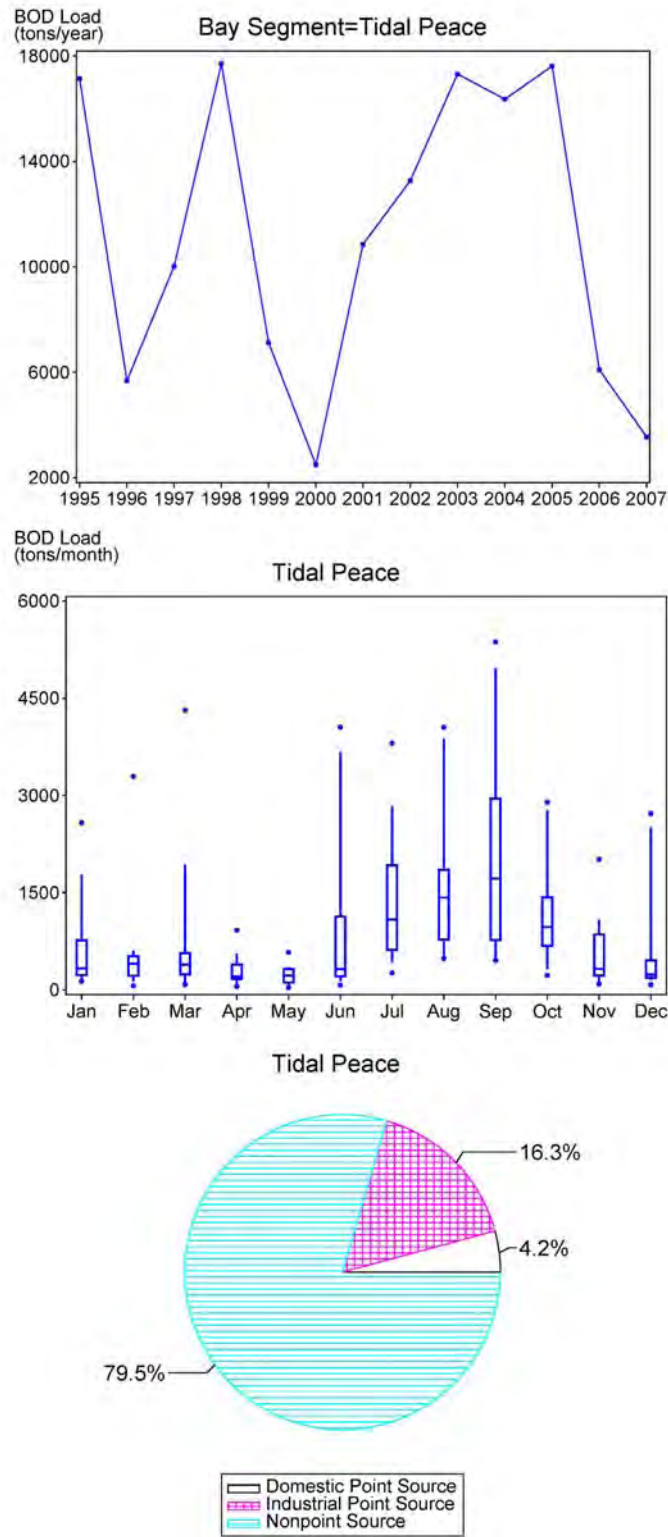 BOD Load
(tons/year)
Bay Segment=Tidal Peace
18000
14000
10000
6000
2000
1995 1996 1997 1998 1999 2000 2001 2002 2003 2004 2005 2006 2007
BOD Load
(tons/month)
Tidal Peace
6000
4500
3000
1500
0
Jan Feb Mar Apr May Jun Jul Aug Sep Oct Nov Dec
Tidal Peace
16.3%
4.2%
79.5%
Domestic Point Source
Industrial Point Source
Nonpoint Source